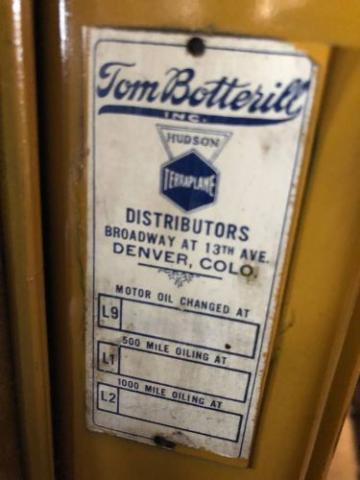 Tom Botterill
INC.
HUDSON
TERRAPLANE
DISTRIBUTORS
BROADWAY AT 13TH AVE.
DENVER, COLO.
MOTOR OIL CHANGED AT
L9
500 MILE OILING AT
L1
1000 MILE OILING AT
L2